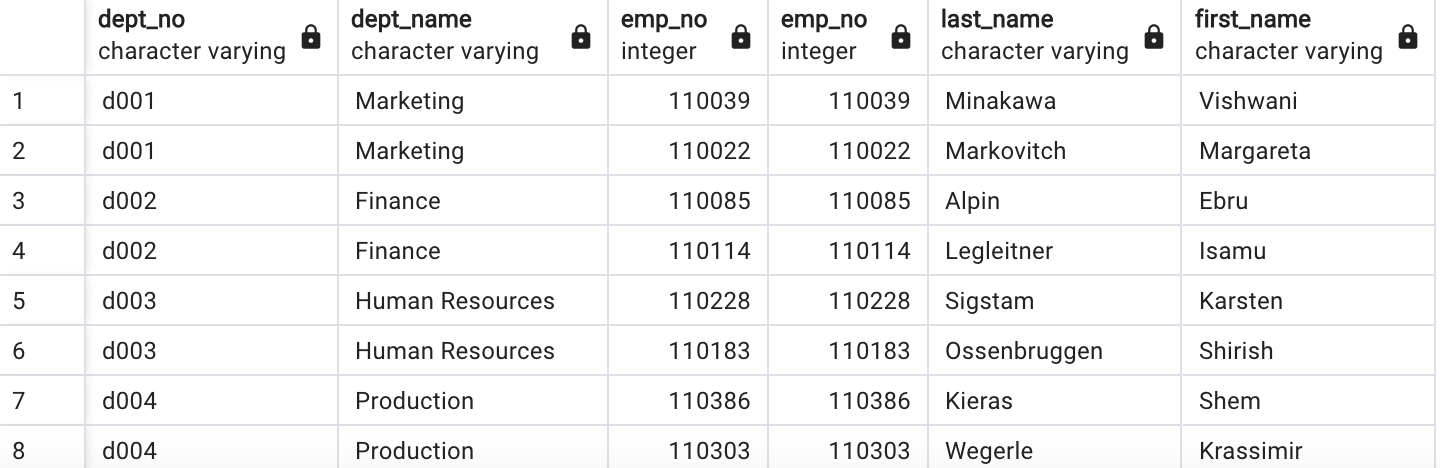 dept_no dept_name emp_no emp_no last_name first_name
character varying character varying integer integer character varying character varying
1 d001 Marketing 110039 110039 Minakawa Vishwani
2 d001 Marketing 110022 110022 Markovitch Margareta
3 d002 Finance 110085 110085 Alpin Ebru
4 d002 Finance 110114 110114 Legleitner Isamu
5 d003 Human Resources 110228 110228 Sigstam Karsten
6 d003 Human Resources 110183 110183 Ossenbruggen Shirish
7 d004 Production 110386 110386 Kieras Shem
8 d004 Production 110303 110303 Wegerle Krassimir